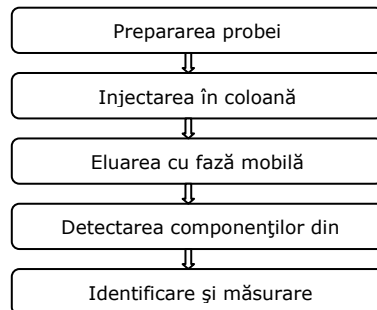 Prepararea probei
Injectarea în coloană
Eluarea cu fază mobilă
Detectarea componenţilor din
Identificare şi măsurare